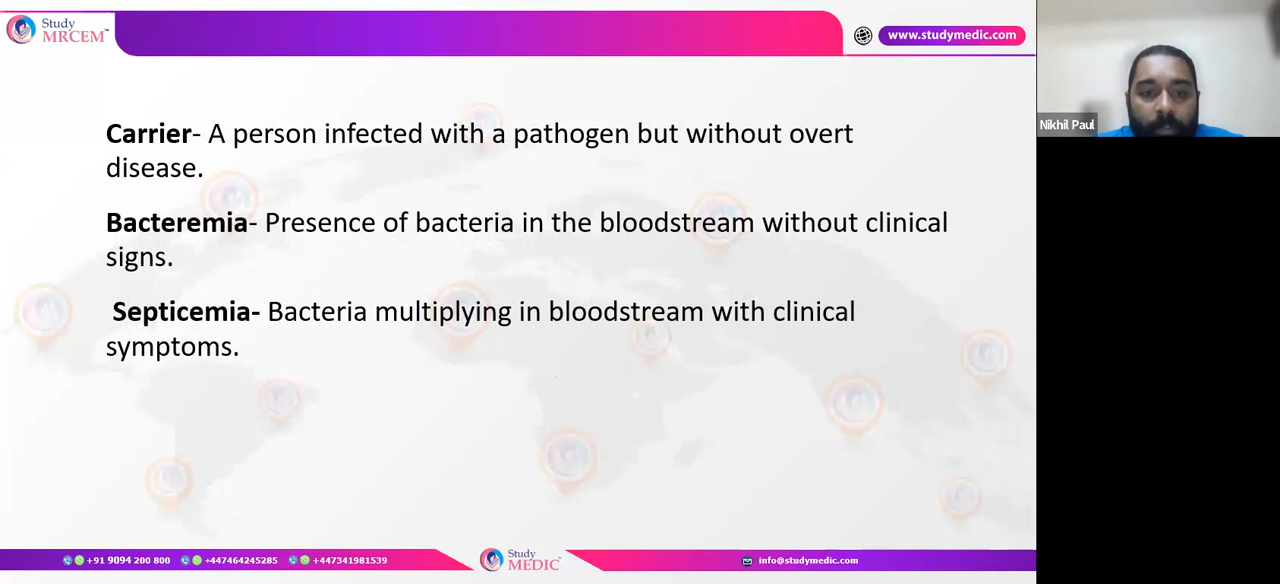 Study
MRCEM™
www.studymedic.com
Carrier- A person infected with a pathogen but without overt
disease.
Bacteremia- Presence of bacteria in the bloodstream without clinical
signs.
Septicemia- Bacteria multiplying in bloodstream with clinical
symptoms.
Nikhil Paul
+91 9094 200 800 +447464245285 +447341981539
Study
MEDIC™
info@studymedic.com